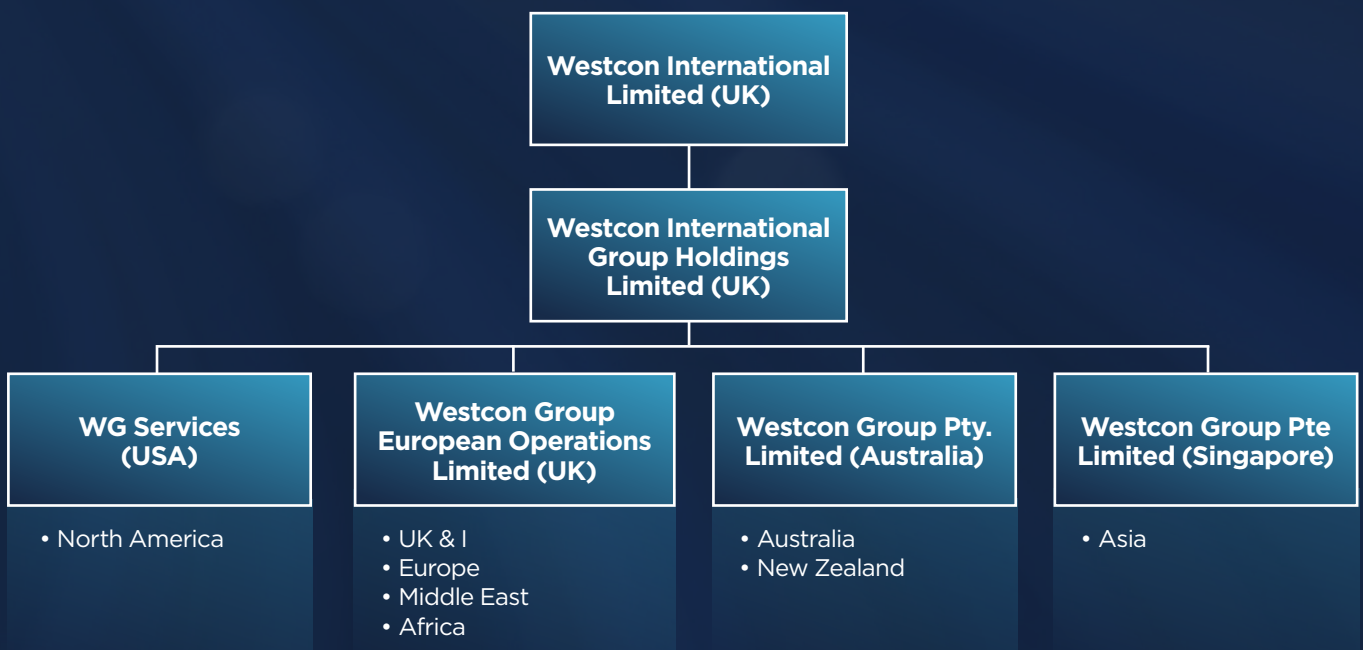 Westcon International
Limited (UK)
Westcon International
Group Holdings
Limited (UK)
WG Services
(USA)
• North America
Westcon Group
European Operations
Limited (UK)
• UK & I
• Europe
• Middle East
• Africa
Westcon Group Pty.
Limited (Australia)
• Australia
• New Zealand
Westcon Group Pte
Limited (Singapore)
• Asia